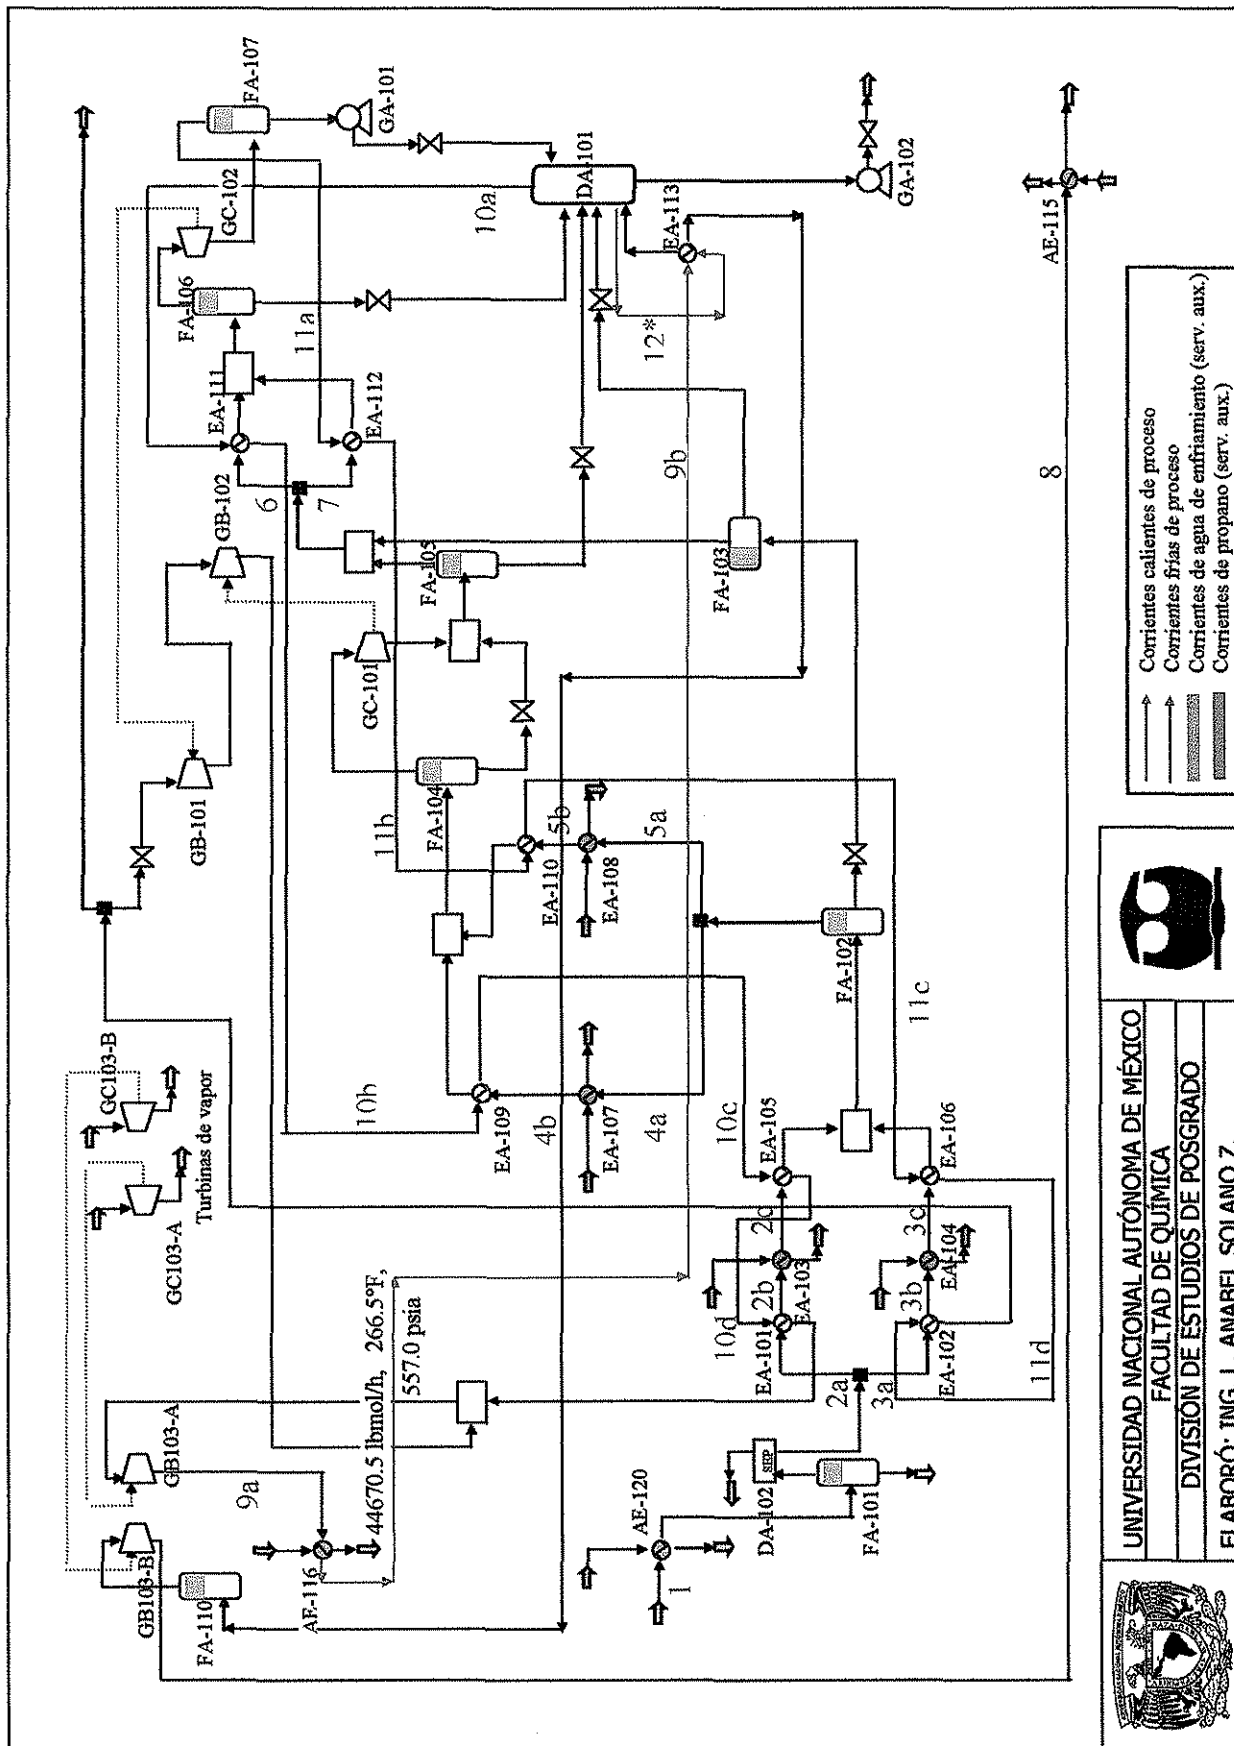 GB103-B
FA-110
GB103-A
9a
AE-116
44670.5 lbmol/h, 266.5°F,
557.0 psia
AE-120
1
DA-102
SEP
FA-101
GC103-B
GC103-A
Turbinas de vapor
10b
EA-109
4b
EA-107
4a
10c
EA-105
2c
EA-103
2b
10d
EA-101
2a
3a
EA-102
3b
EA-104
3c
EA-106
11d
11c
FA-102
GB-101
GB-102
11b
FA-104
GC-101
EA-110
5b
EA-108
5a
FA-105
FA-103
6
7
EA-111
EA-112
11a
FA-106
GC-102
10a
FA-107
GA-101
DA-101
EA-113
12*
9b
GA-102
8
AE-115
Corrientes calientes de proceso
Corrientes frías de proceso
Corrientes de agua de enfriamiento (serv. aux.)
Corrientes de propano (serv. aux.)
UNIVERSIDAD NACIONAL AUTÓNOMA DE MÉXICO
FACULTAD DE QUÍMICA
DIVISIÓN DE ESTUDIOS DE POSGRADO
ELABORÓ: ING. I. ANABEL SOLANO Z.